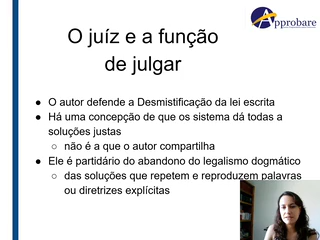 Approbare
O juíz e a função
de julgar
● O autor defende a Desmistificação da lei escrita
● Há uma concepção de que os sistema dá todas a
soluções justas
○ não é a que o autor compartilha
● Ele é partidário do abandono do legalismo dogmático
○ das soluções que repetem e reproduzem palavras
ou diretrizes explícitas